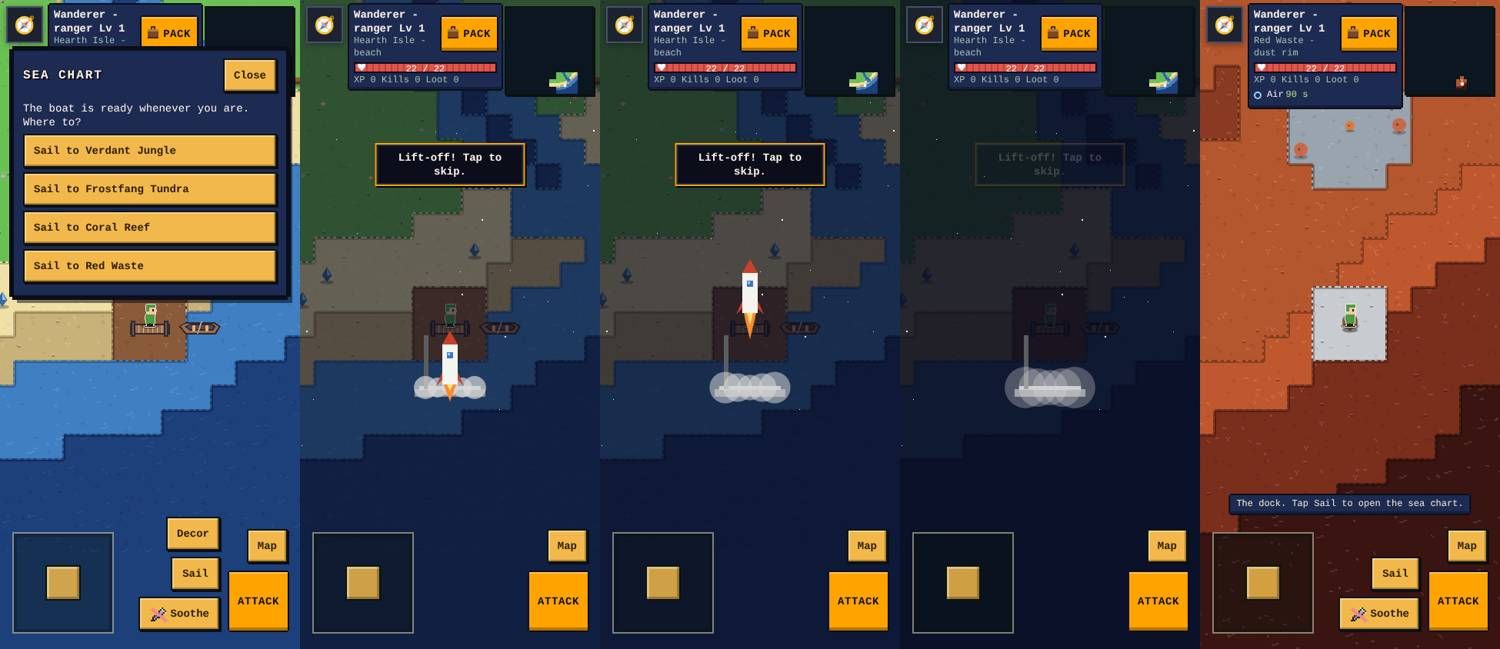 Wanderer -
ranger Lv 1
Hearth Isle -
PACK
SEA CHART
Close
The boat is ready whenever you are.
Where to?
Sail to Verdant Jungle
Sail to Frostfang Tundra
Sail to Coral Reef
Sail to Red Waste
Decor
Map
Sail
Soothe
ATTACK
Wanderer -
ranger Lv 1
Hearth Isle -
beach
PACK
22 / 22
XP 0 Kills 0 Loot 0
Lift-off! Tap to
skip.
Map
ATTACK
Wanderer -
ranger Lv 1
Hearth Isle -
beach
PACK
22 / 22
XP 0 Kills 0 Loot 0
Lift-off! Tap to
skip.
Map
ATTACK
Wanderer -
ranger Lv 1
Hearth Isle -
beach
PACK
22 / 22
XP 0 Kills 0 Loot 0
Lift-off! Tap to
skip.
Map
ATTACK
Wanderer -
ranger Lv 1
Red Waste -
dust rim
PACK
22 / 22
XP 0 Kills 0 Loot 0
Air 90 s
The dock. Tap Sail to open the sea chart.
Map
Sail
Soothe
ATTACK